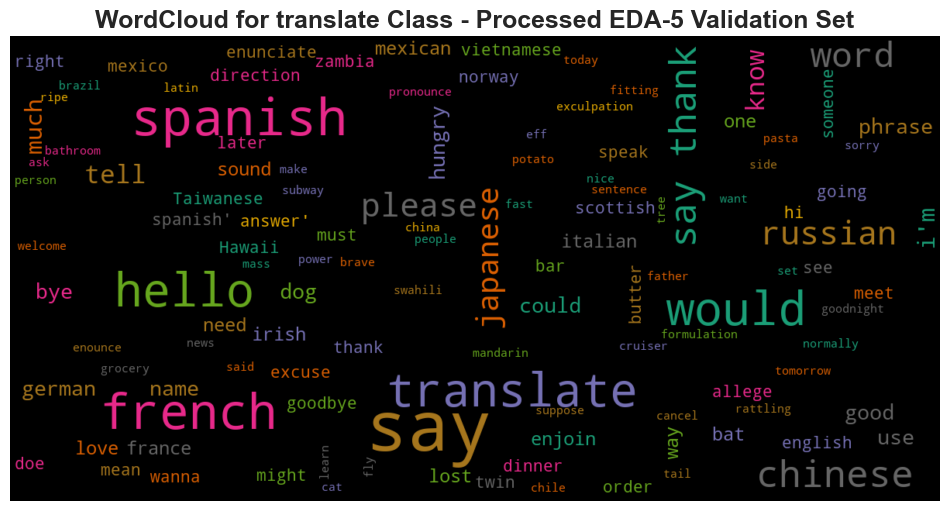 WordCloud for translate Class - Processed EDA-5 Validation Set
right mexico enunciate zambia mexican vietnamese today word
brazil latin direction pronounce norway fitting know someone
ripe much spanish hungry exculpation thank one phrase
bathroom later eff pasta sorry
ask tell sound make potato speak side
person subway nice sentence going
Taiwanese please japanese fast scottish say tree want hi
spanish' answer' china italian russian i'm
welcome Hawaii must people
mass power brave bar butter father set see
bye hello dog swahili could would meet
need formulation goodnight
irish thank cruiser normally
enounce news mandarin
grocery said excuse translate tomorrow
german name allege
french goodbye say suppose cancel rattling good
love france enjoin way bat english use
doe mean wanna might learn fly lost dinner tail chinese
cat twin chile order